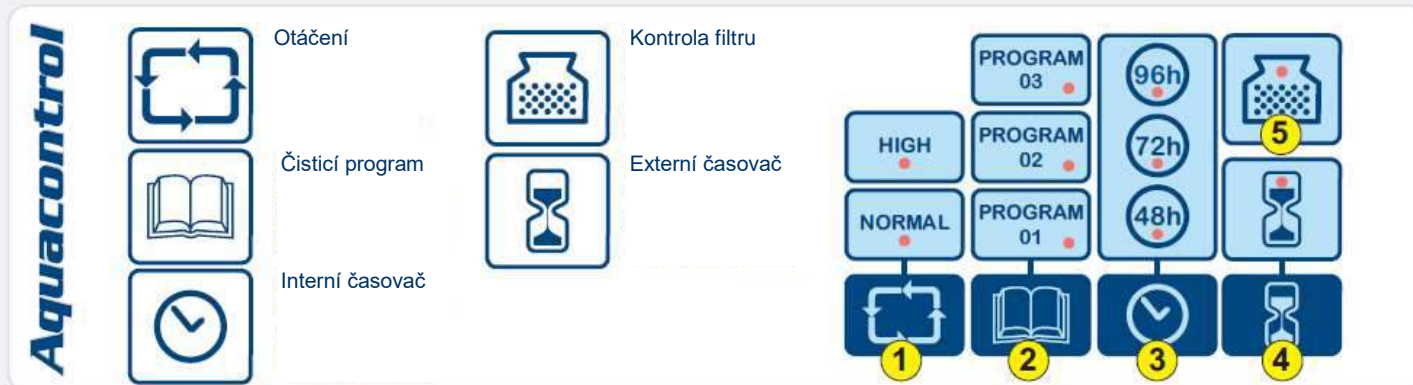 Aquacontrol
Otáčení
Čisticí program
Interní časovač
Kontrola filtru
Externí časovač
HIGH
NORMAL
1
PROGRAM
03
PROGRAM
02
PROGRAM
01
2
96h
72h
48h
3
5
4